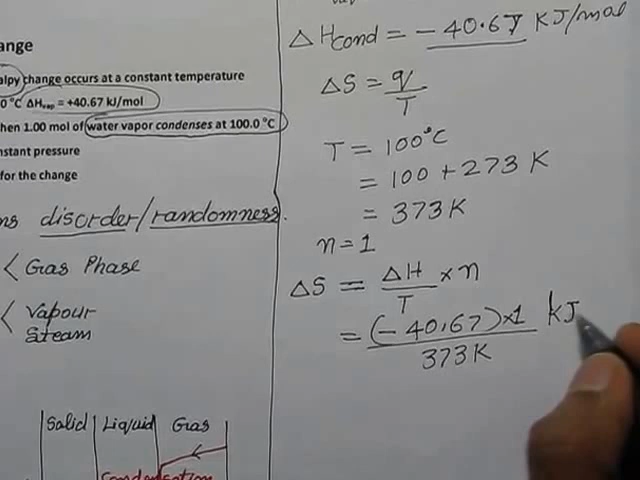 ange
alpy change occurs at a constant temperature
0 °C ΔHvap = +40.67 kJ/mol
hen 1.00 mol of water vapor condenses at 100.0 °C
nstant pressure
for the change
ns disorder/randomness.
< Gas Phase
< Vapour
Steam
Solid Liquid Gas
Condensation
ΔHcond = - 40.67 KJ/mol
ΔS = q/T
T = 100°C
= 100 + 273 K
= 373 K
n = 1
ΔS = ΔH/T × n
= (- 40.67) × 1 / 373 K KJ